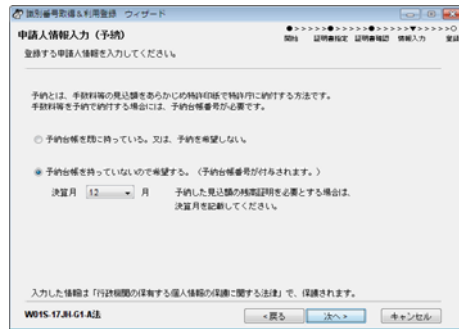 識別番号取得&利用登録 ウィザード
申請人情報入力（予納）
●>>>>>●>>>>>●>>>>>▼>>>>>○
開始 証明書指定 証明書確認 情報入力 登録
登録する申請人情報を入力してください。
予納とは、手数料等の見込額をあらかじめ特許印紙で特許庁に納付する方法です。
手数料等を予納で納付する場合には、予納台帳番号が必要です。
予納台帳を既に持っている。又は、予納を希望しない。
予納台帳を持っていないので希望する。（予納台帳番号が付与されます。）
決算月 12 月 予納した見込額の残高証明を必要とする場合は、
決算月を記載してください。
入力した情報は「行政機関の保有する個人情報の保護に関する法律」で、保護されます。
W01S-17JH-G1-A法 <戻る 次へ> キャンセル